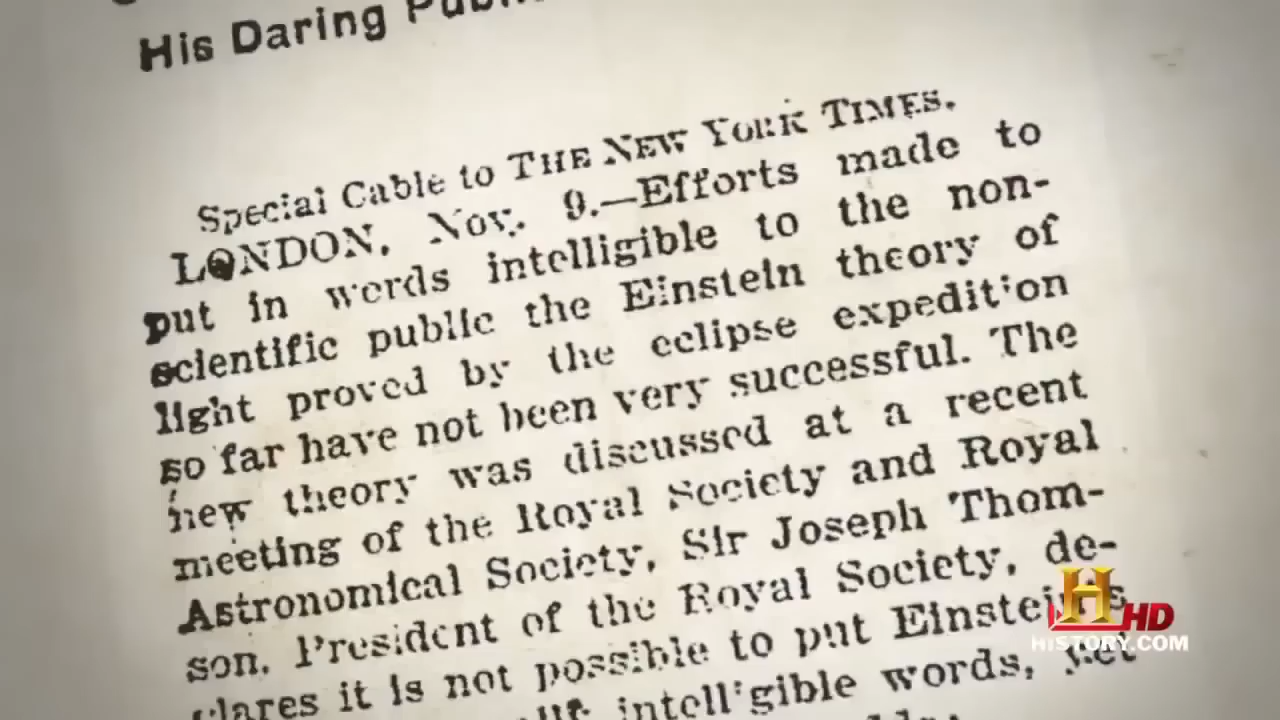 His Daring
Special Cable to THE NEW YORK TIMES.
LONDON, Nov. 9.—Efforts made to
put in words intelligible to the non-
scientific public the Einstein theory of
light proved by the eclipse expedition
so far have not been very successful. The
new theory was discussed at a recent
meeting of the Royal Society and Royal
Astronomical Society, Sir Joseph Thom-
son, President of the Royal Society, de-
clares it is not possible to put Einstein's
intelligible words, yet
H HD
HISTORY.COM